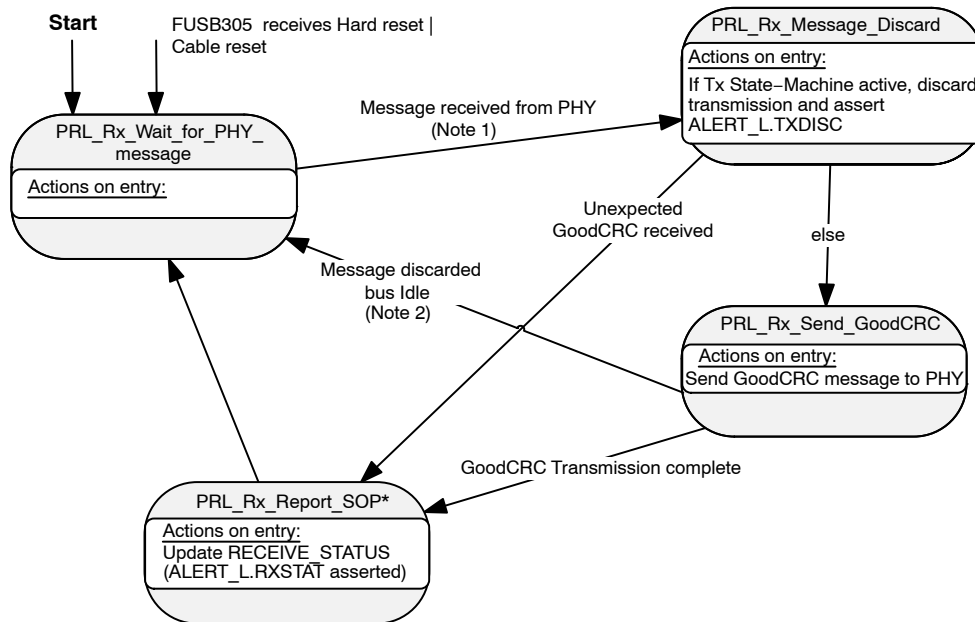 Start
FUSB305 receives Hard reset |
Cable reset
PRL_Rx_Message_Discard
Actions on entry:
If Tx State−Machine active, discard
transmission and assert
ALERT_L.TXDISC
Message received from PHY
(Note 1)
PRL_Rx_Wait_for_PHY_
message
Actions on entry:
Unexpected
GoodCRC received
else
Message discarded
bus Idle
(Note 2)
PRL_Rx_Send_GoodCRC
Actions on entry:
Send GoodCRC message to PHY
GoodCRC Transmission complete
PRL_Rx_Report_SOP*
Actions on entry:
Update RECEIVE_STATUS
(ALERT_L.RXSTAT asserted)